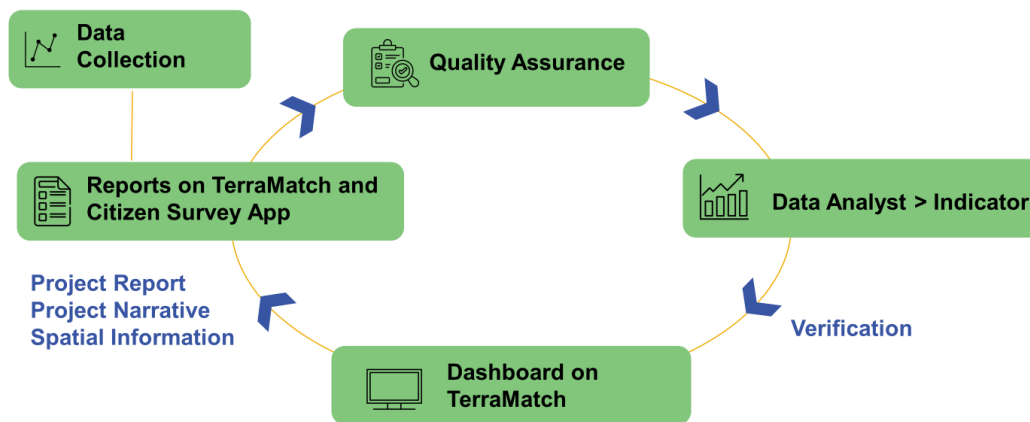 Data
Collection
Quality Assurance
Reports on TerraMatch and
Citizen Survey App
Data Analyst > Indicator
Project Report
Project Narrative
Spatial Information
Verification
Dashboard on
TerraMatch